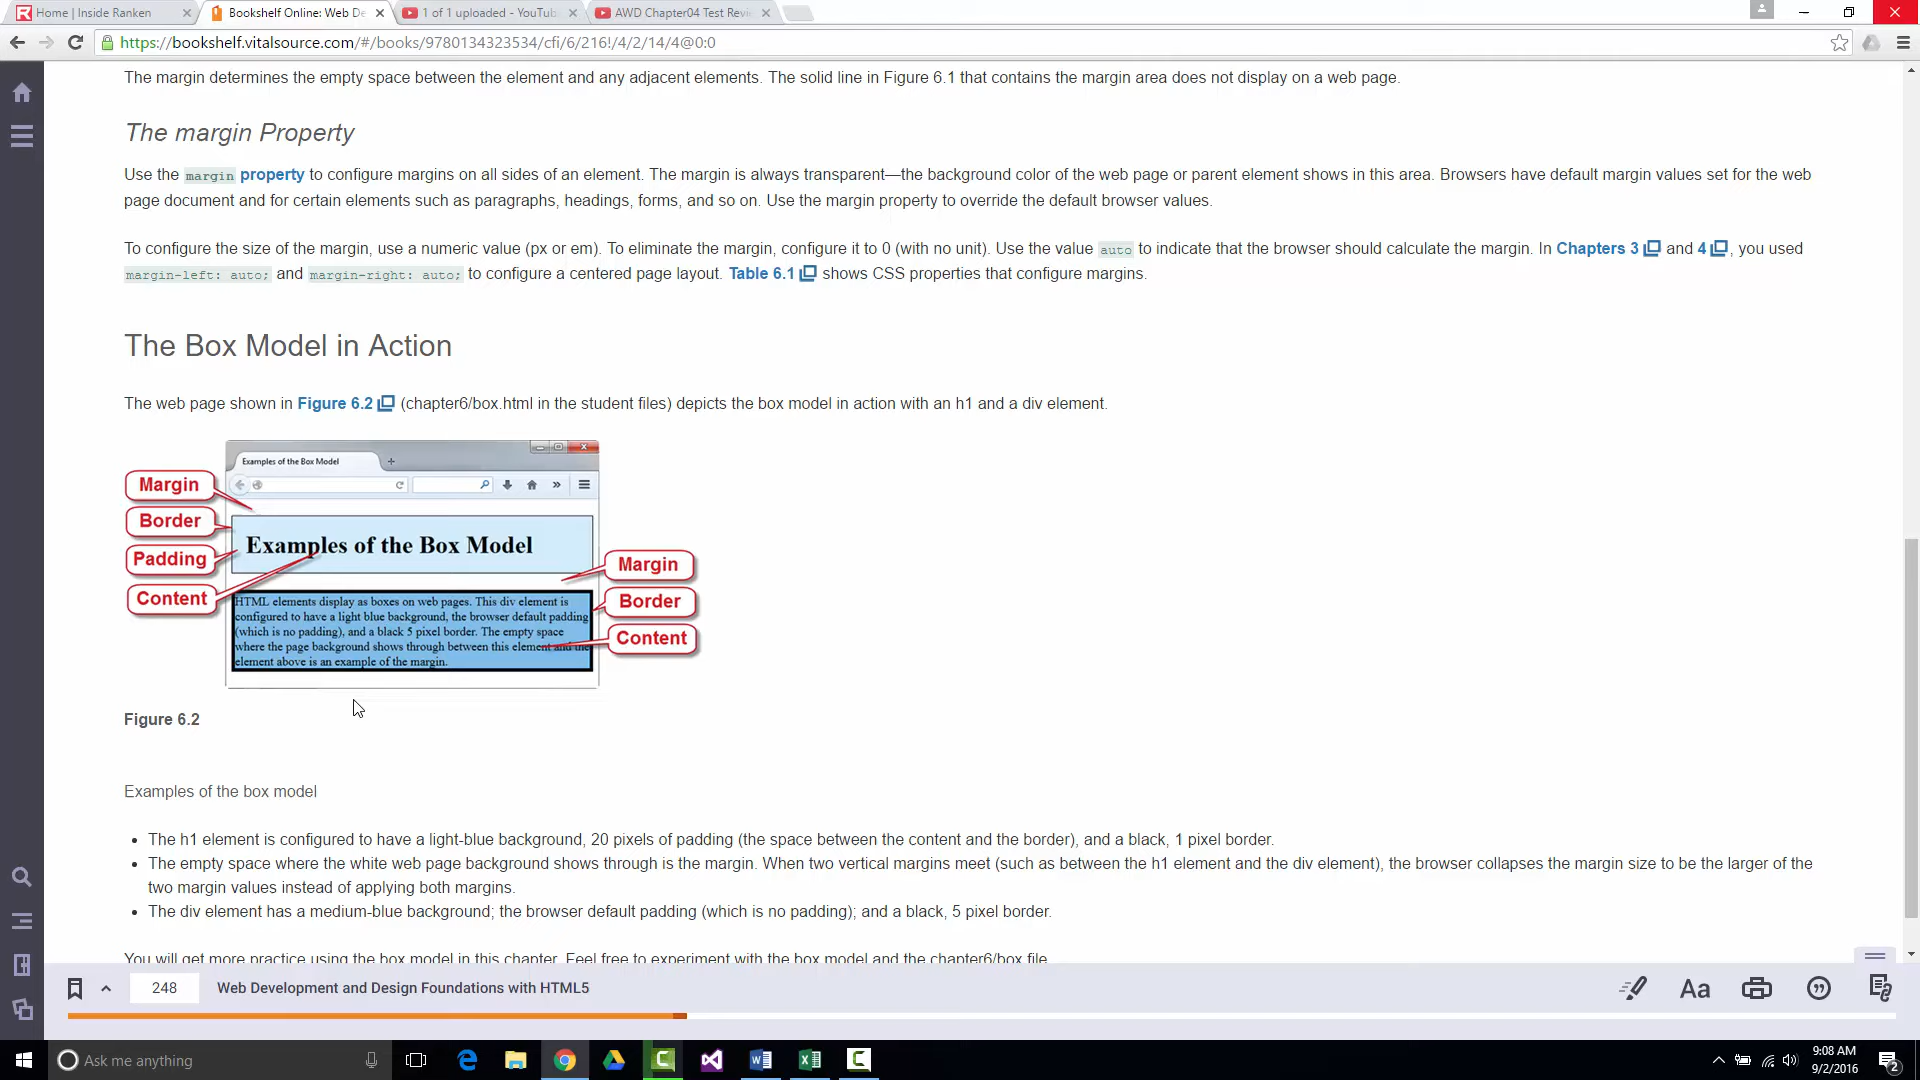 Home | Inside Ranken
Bookshelf Online: Web De
1 of 1 uploaded - YouTub
AWD Chapter04 Test Revi
https://bookshelf.vitalsource.com/#/books/9780134323534/cfi/6/216!/4/2/14/4@0:0
The margin determines the empty space between the element and any adjacent elements. The solid line in Figure 6.1 that contains the margin area does not display on a web page.
The margin Property
Use the margin property to configure margins on all sides of an element. The margin is always transparent—the background color of the web page or parent element shows in this area. Browsers have default margin values set for the web
page document and for certain elements such as paragraphs, headings, forms, and so on. Use the margin property to override the default browser values.
To configure the size of the margin, use a numeric value (px or em). To eliminate the margin, configure it to 0 (with no unit). Use the value auto to indicate that the browser should calculate the margin. In Chapters 3 and 4 , you used
margin-left: auto; and margin-right: auto; to configure a centered page layout. Table 6.1 shows CSS properties that configure margins.
The Box Model in Action
The web page shown in Figure 6.2 (chapter6/box.html in the student files) depicts the box model in action with an h1 and a div element.
Examples of the Box Model
Margin
Border
Padding
Content
Examples of the Box Model
Margin
Border
Content
HTML elements display as boxes on web pages. This div element is
configured to have a light blue background, the browser default padding
(which is no padding), and a black 5 pixel border. The empty space
where the page background shows through between this element and the
element above is an example of the margin.
Figure 6.2
Examples of the box model
• The h1 element is configured to have a light-blue background, 20 pixels of padding (the space between the content and the border), and a black, 1 pixel border.
• The empty space where the white web page background shows through is the margin. When two vertical margins meet (such as between the h1 element and the div element), the browser collapses the margin size to be the larger of the
two margin values instead of applying both margins.
• The div element has a medium-blue background; the browser default padding (which is no padding); and a black, 5 pixel border.
You will get more practice using the box model in this chapter. Feel free to experiment with the box model and the chapter6/box file.
248
Web Development and Design Foundations with HTML5
Aa
Ask me anything
9:08 AM
9/2/2016
2